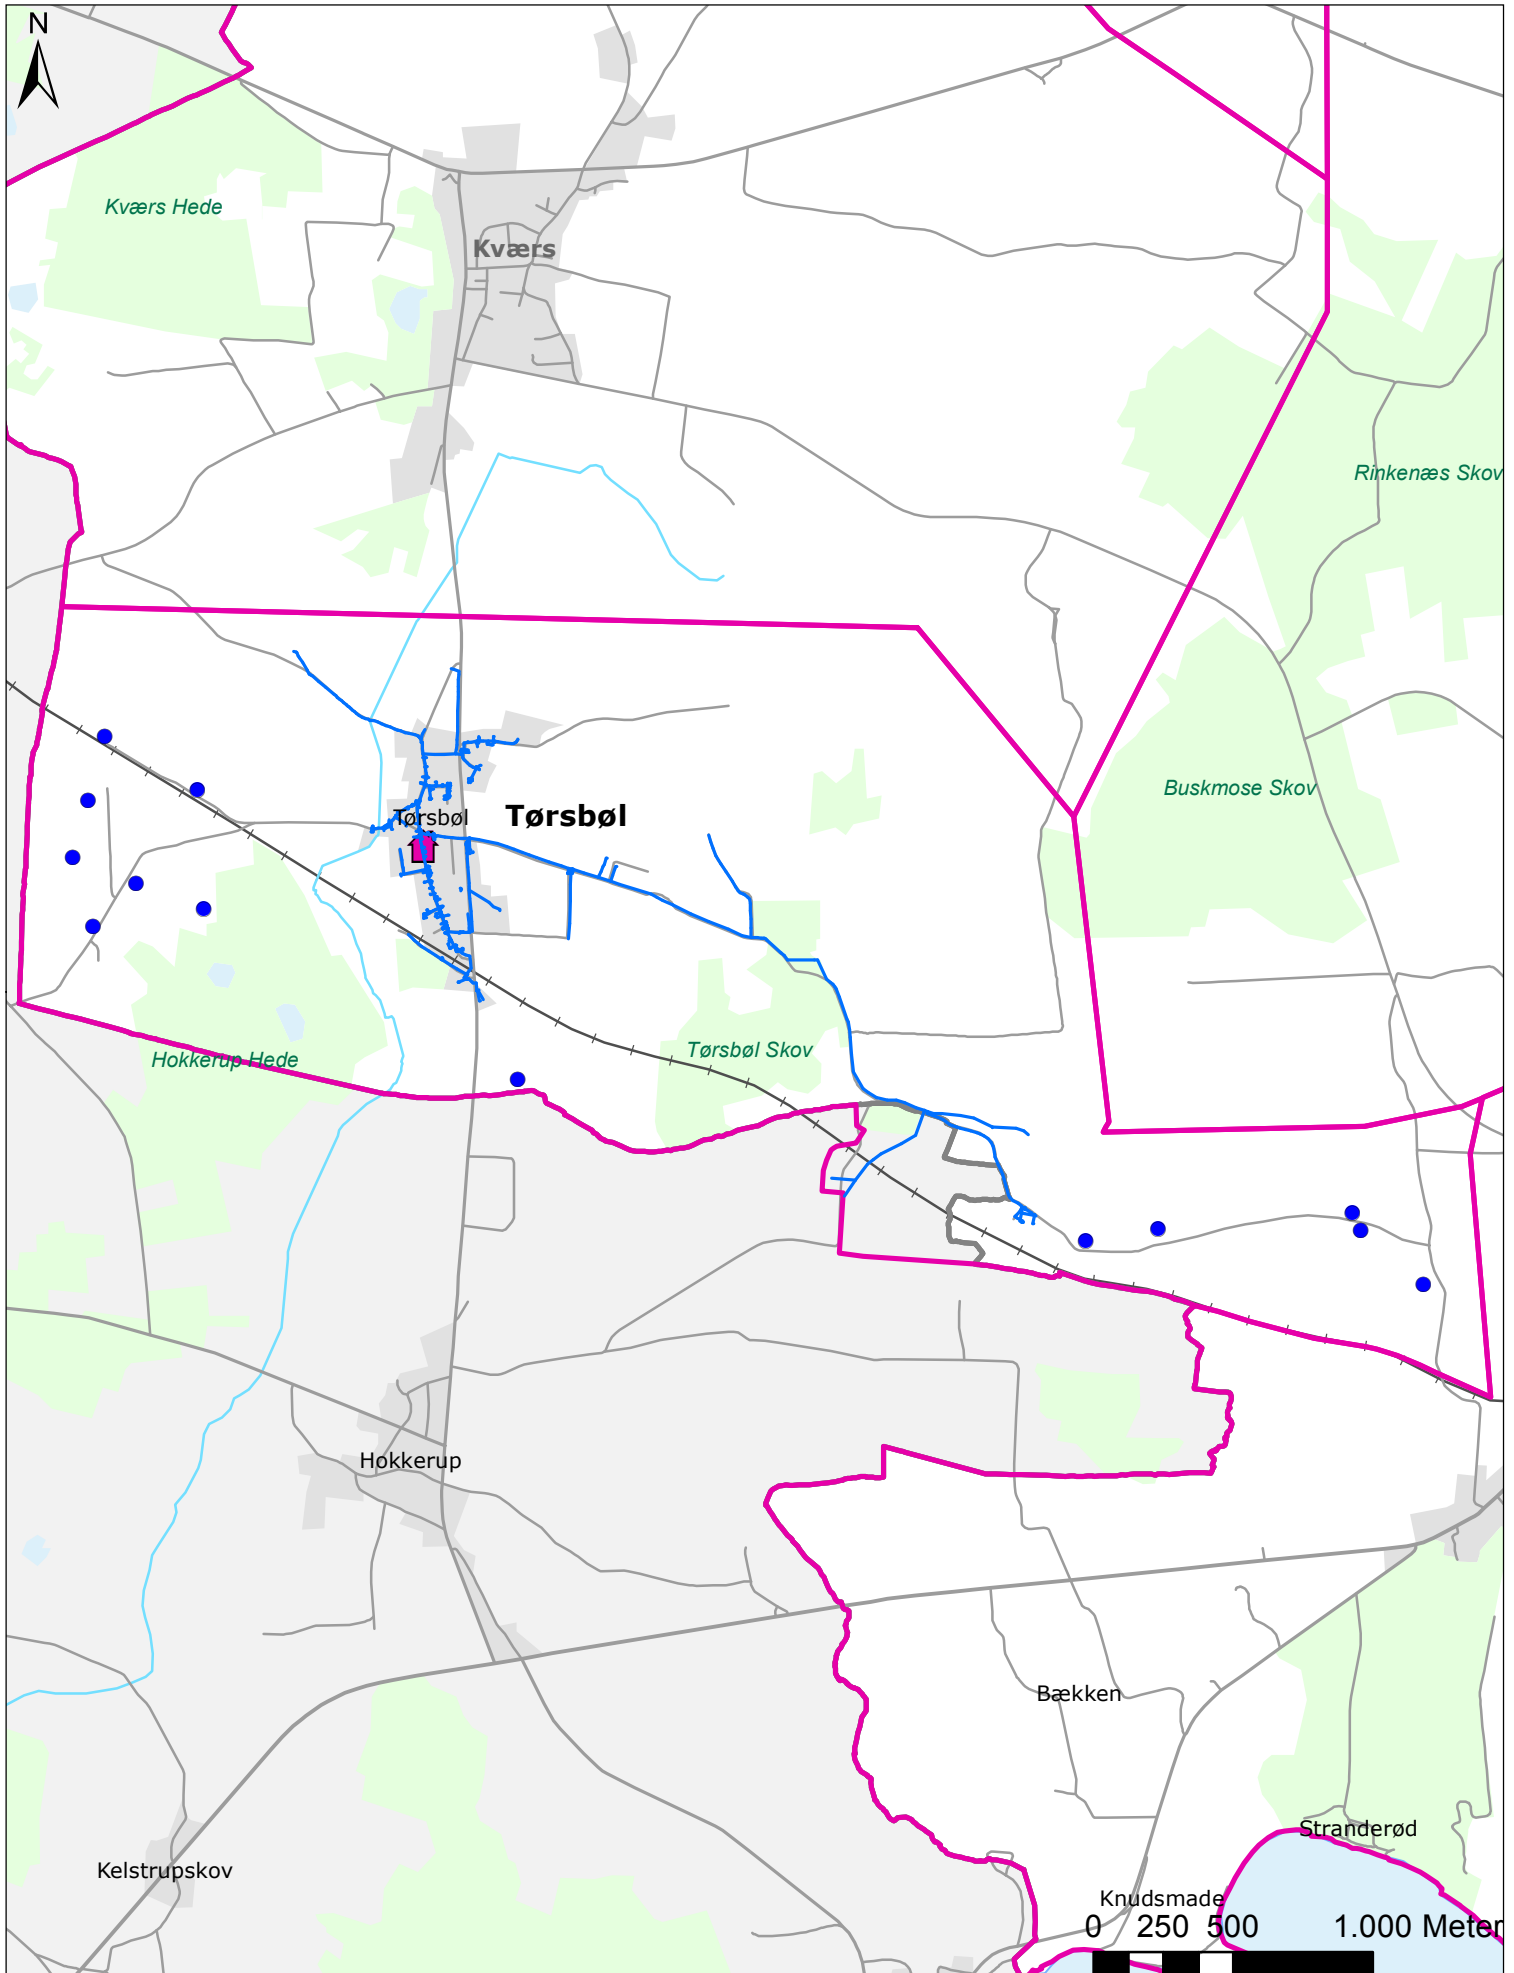 N
Kværs Hede
Kværs
Rinkenæs Skov
Buskmose Skov
Tørsbøl
Tørsbøl
Tørsbøl Skov
Hokkerup Hede
Hokkerup
Bækken
Stranderød
Kelstrupskov
Knudsmade
0 250 500 1.000 Meter